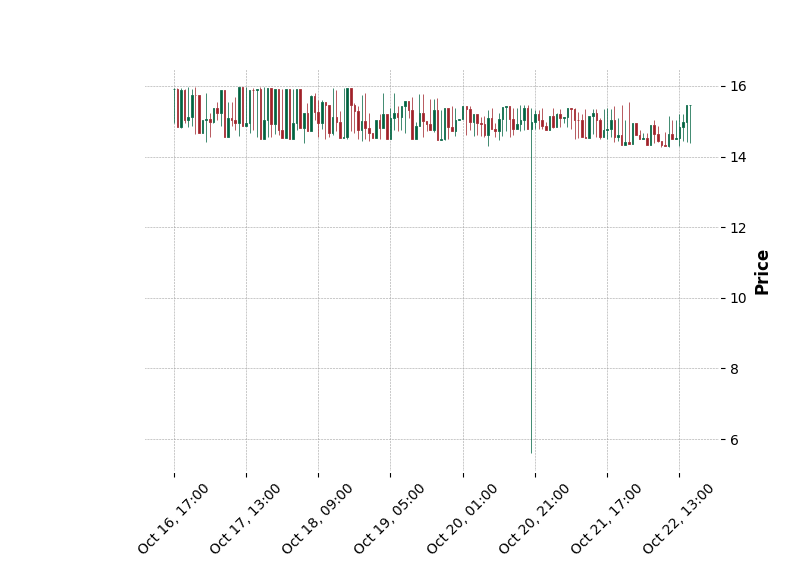 16
14
12
10
8
6
Price
Oct 16, 17:00
Oct 17, 13:00
Oct 18, 09:00
Oct 19, 05:00
Oct 20, 01:00
Oct 20, 21:00
Oct 21, 17:00
Oct 22, 13:00